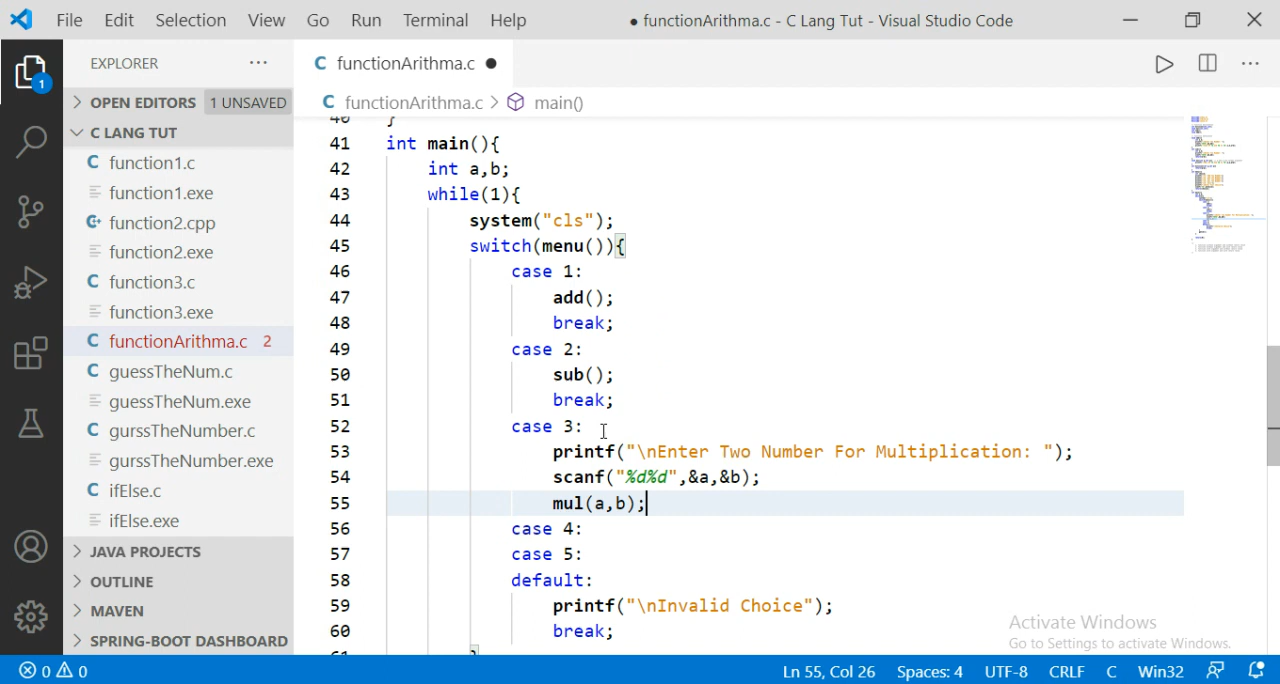 File Edit Selection View Go Run Terminal Help ● functionArithma.c - C Lang Tut - Visual Studio Code
EXPLORER ···
OPEN EDITORS 1 UNSAVED
C LANG TUT
function1.c
function1.exe
function2.cpp
function2.exe
function3.c
function3.exe
functionArithma.c 2
guessTheNum.c
guessTheNum.exe
gurssTheNumber.c
gurssTheNumber.exe
ifElse.c
ifElse.exe
JAVA PROJECTS
OUTLINE
MAVEN
SPRING-BOOT DASHBOARD
1
C functionArithma.c ●
C functionArithma.c > main()
40 }
41 int main(){
42 int a,b;
43 while(1){
44 system("cls");
45 switch(menu()){
46 case 1:
47 add();
48 break;
49 case 2:
50 sub();
51 break;
52 case 3:
53 printf("\nEnter Two Number For Multiplication: ");
54 scanf("%d%d",&a,&b);
55 mul(a,b);
56 case 4:
57 case 5:
58 default:
59 printf("\nInvalid Choice");
60 break;
61 }
Activate Windows
Go to Settings to activate Windows.
0 0 Ln 55, Col 26 Spaces: 4 UTF-8 CRLF C Win32